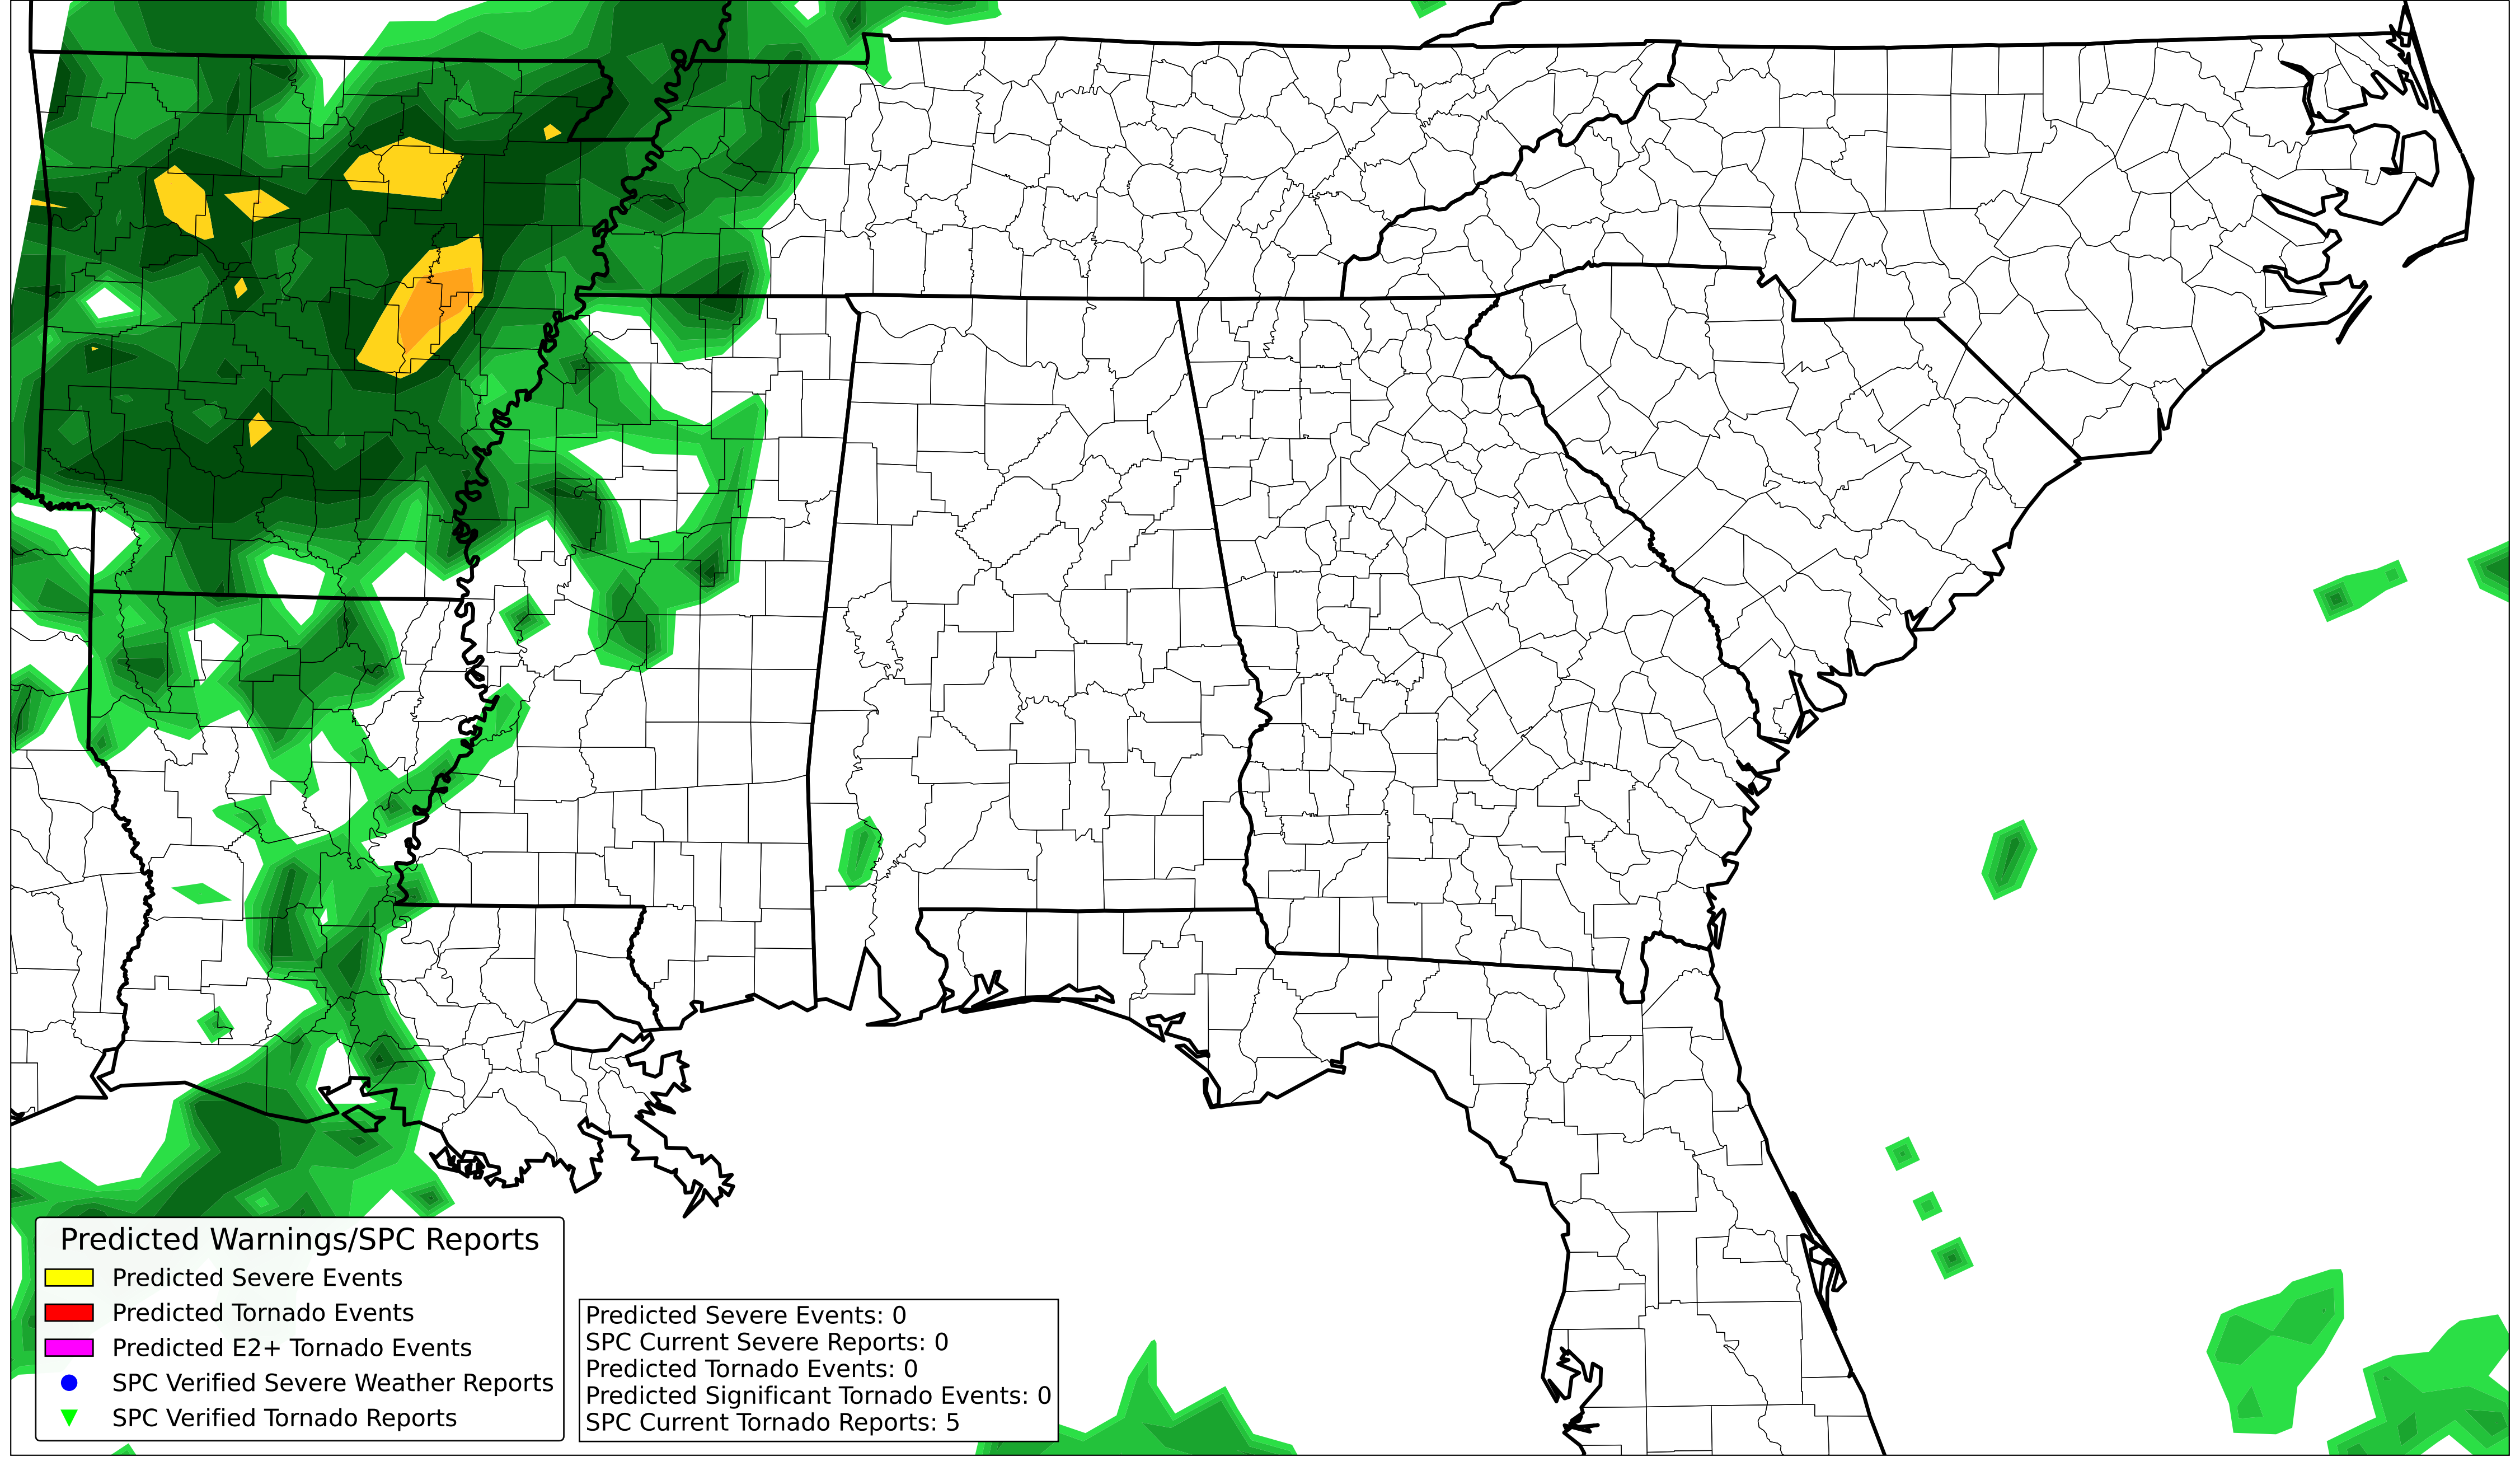 Predicted Warnings/SPC Reports
Predicted Severe Events
Predicted Tornado Events
Predicted E2+ Tornado Events
SPC Verified Severe Weather Reports
SPC Verified Tornado Reports
Predicted Severe Events: 0
SPC Current Severe Reports: 0
Predicted Tornado Events: 0
Predicted Significant Tornado Events: 0
SPC Current Tornado Reports: 5